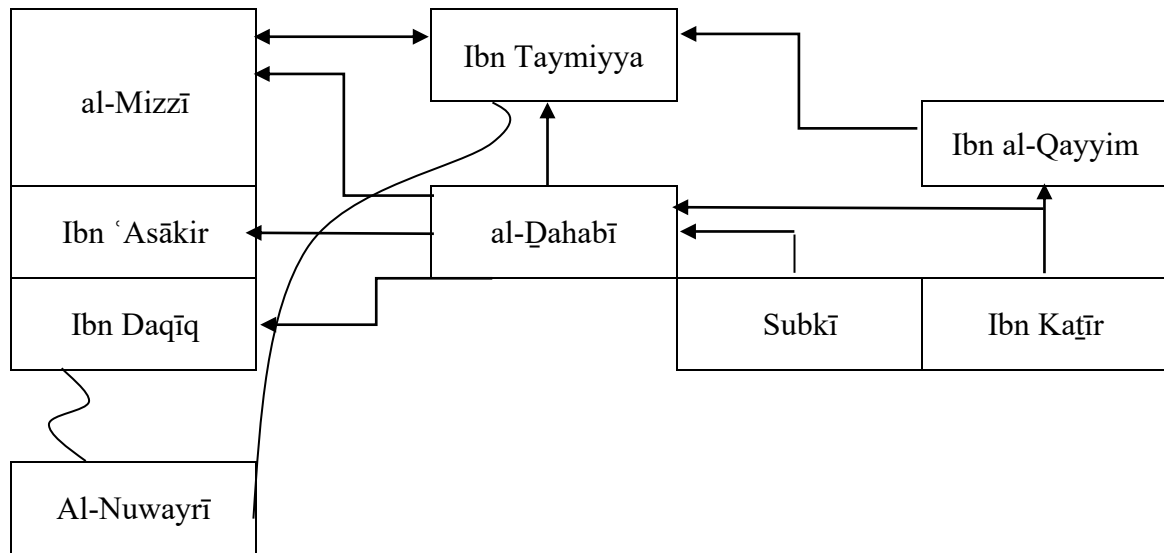 Ibn Taymiyya
al-Mizzī
Ibn al-Qayyim
Ibn ʿAsākir
al-Ḏahabī
Ibn Daqīq
Subkī
Ibn Kaṯīr
Al-Nuwayrī